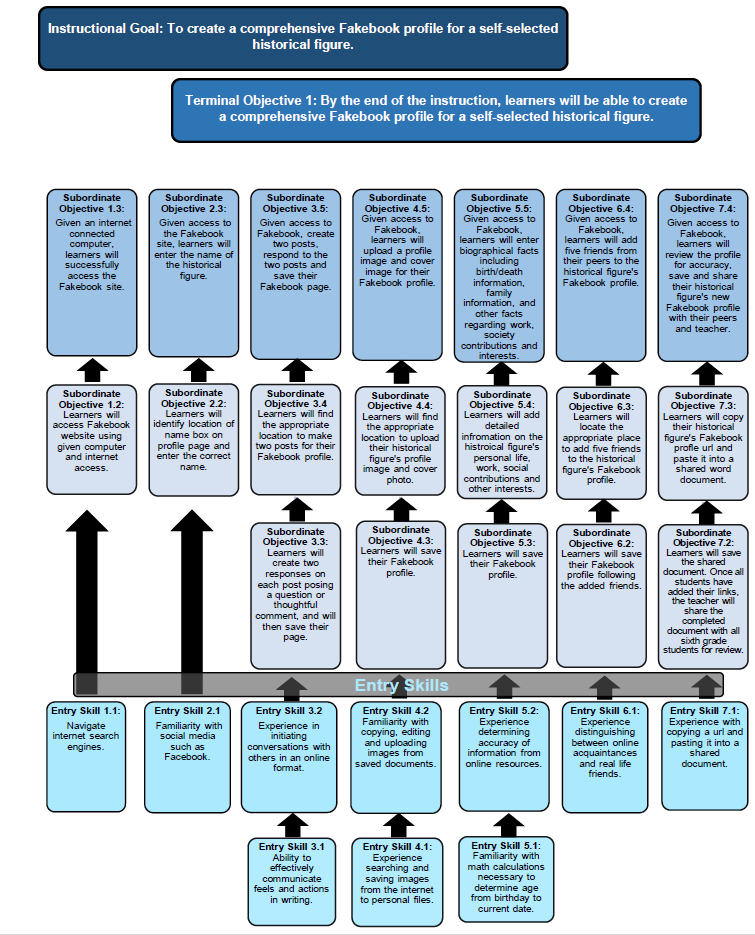 Instructional Goal: To create a comprehensive Fakebook profile for a self-selected
historical figure.
Terminal Objective 1: By the end of the instruction, learners will be able to create
a comprehensive Fakebook profile for a self-selected historical figure.
Subordinate
Objective 1.3:
Given an internet
connected
computer,
learners will
successfully
access the
Fakebook site.
Subordinate
Objective 2.3:
Given access to
the Fakebook
site, learners will
enter the name of
the historical
figure.
Subordinate
Objective 3.5:
Given access to
Fakebook, create
two posts,
respond to the
two posts and
save their
Fakebook page.
Subordinate
Objective 4.5:
Given access to
Fakebook,
learners will
upload a profile
image and cover
image for their
Fakebook profile.
Subordinate
Objective 5.5:
Given access to
Fakebook,
learners will enter
biographical facts
including
birth/death
information,
family
information, and
other facts
regarding work,
society
contributions and
interests.
Subordinate
Objective 6.4:
Given access to
Fakebook,
learners will add
five friends from
their peers to the
historical figure's
Fakebook profile.
Subordinate
Objective 7.4:
Given access to
Fakebook,
learners will
review the profile
for accuracy,
save and share
their historical
figure's new
Fakebook profile
with their peers
and teacher.
Subordinate
Objective 1.2:
Learners will
access Fakebook
website using
given computer
and internet
access.
Subordinate
Objective 2.2:
Learners will
identify location of
name box on
profile page and
enter the correct
name.
Subordinate
Objective 3.4
Learners will find
the appropriate
location to make
two posts for their
Fakebook profile.
Subordinate
Objective 4.4:
Learners will find
the appropriate
location to upload
their historical
figure's profile
image and cover
photo.
Subordinate
Objective 5.4:
Learners will add
detailed
infromation on the
histroical figure's
personal life,
work, social
contributions and
other interests.
Subordinate
Objective 6.3:
Learners will
locate the
appropriate place
to add five friends
to the historical
figure's Fakebook
profile.
Subordinate
Objective 7.3:
Learners will copy
their historical
figure's Fakebook
profle url and
paste it into a
shared word
document.
Subordinate
Objective 3.3:
Learners will
create two
responses on
each post posing
a question or
thoughtful
comment, and will
then save their
page.
Subordinate
Objective 4.3:
Learners will save
their Fakebook
profile.
Subordinate
Objective 5.3:
Learners will save
their Fakebook
profile.
Subordinate
Objective 6.2:
Learners will save
their Fakebook
profile following
the added friends.
Subordinate
Objective 7.2:
Learners will save
the shared
document. Once all
students have
added their links,
the teacher will
share the
completed
document with all
sixth grade
students for review.
Entry Skills
Entry Skill 1.1:
Navigate
internet search
engines.
Entry Skill 2.1
Familiarity with
social media
such as
Facebook.
Entry Skill 3.2
Experience in
initiating
conversations with
others in an online
format.
Entry Skill 4.2
Familiarity with
copying, editing
and uploading
images from
saved documents.
Entry Skill 5.2:
Experience
determining
accuracy of
information from
online resources.
Entry Skill 6.1:
Experience
distinguishing
between online
acquaintances
and real life
friends.
Entry Skill 7.1:
Experience with
copying a url and
pasting it into a
shared
document.
Entry Skill 3.1
Ability to
effectively
communicate
feels and actions
in writing.
Entry Skill 4.1:
Experience
searching and
saving images
from the internet
to personal files.
Entry Skill 5.1:
Familiarity with
math calculations
necessary to
determine age
from birthday to
current date.